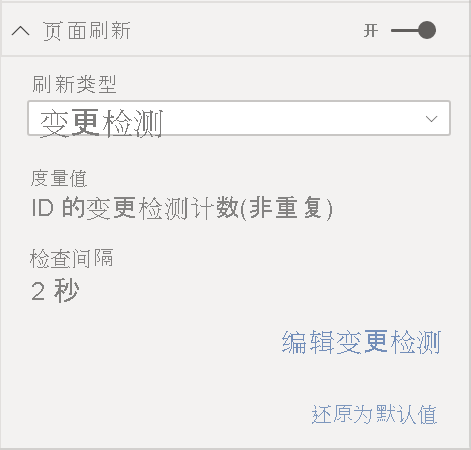 页面刷新 开
刷新类型
变更检测
度量值
ID 的变更检测计数(非重复)
检查间隔
2 秒
编辑变更检测
还原为默认值